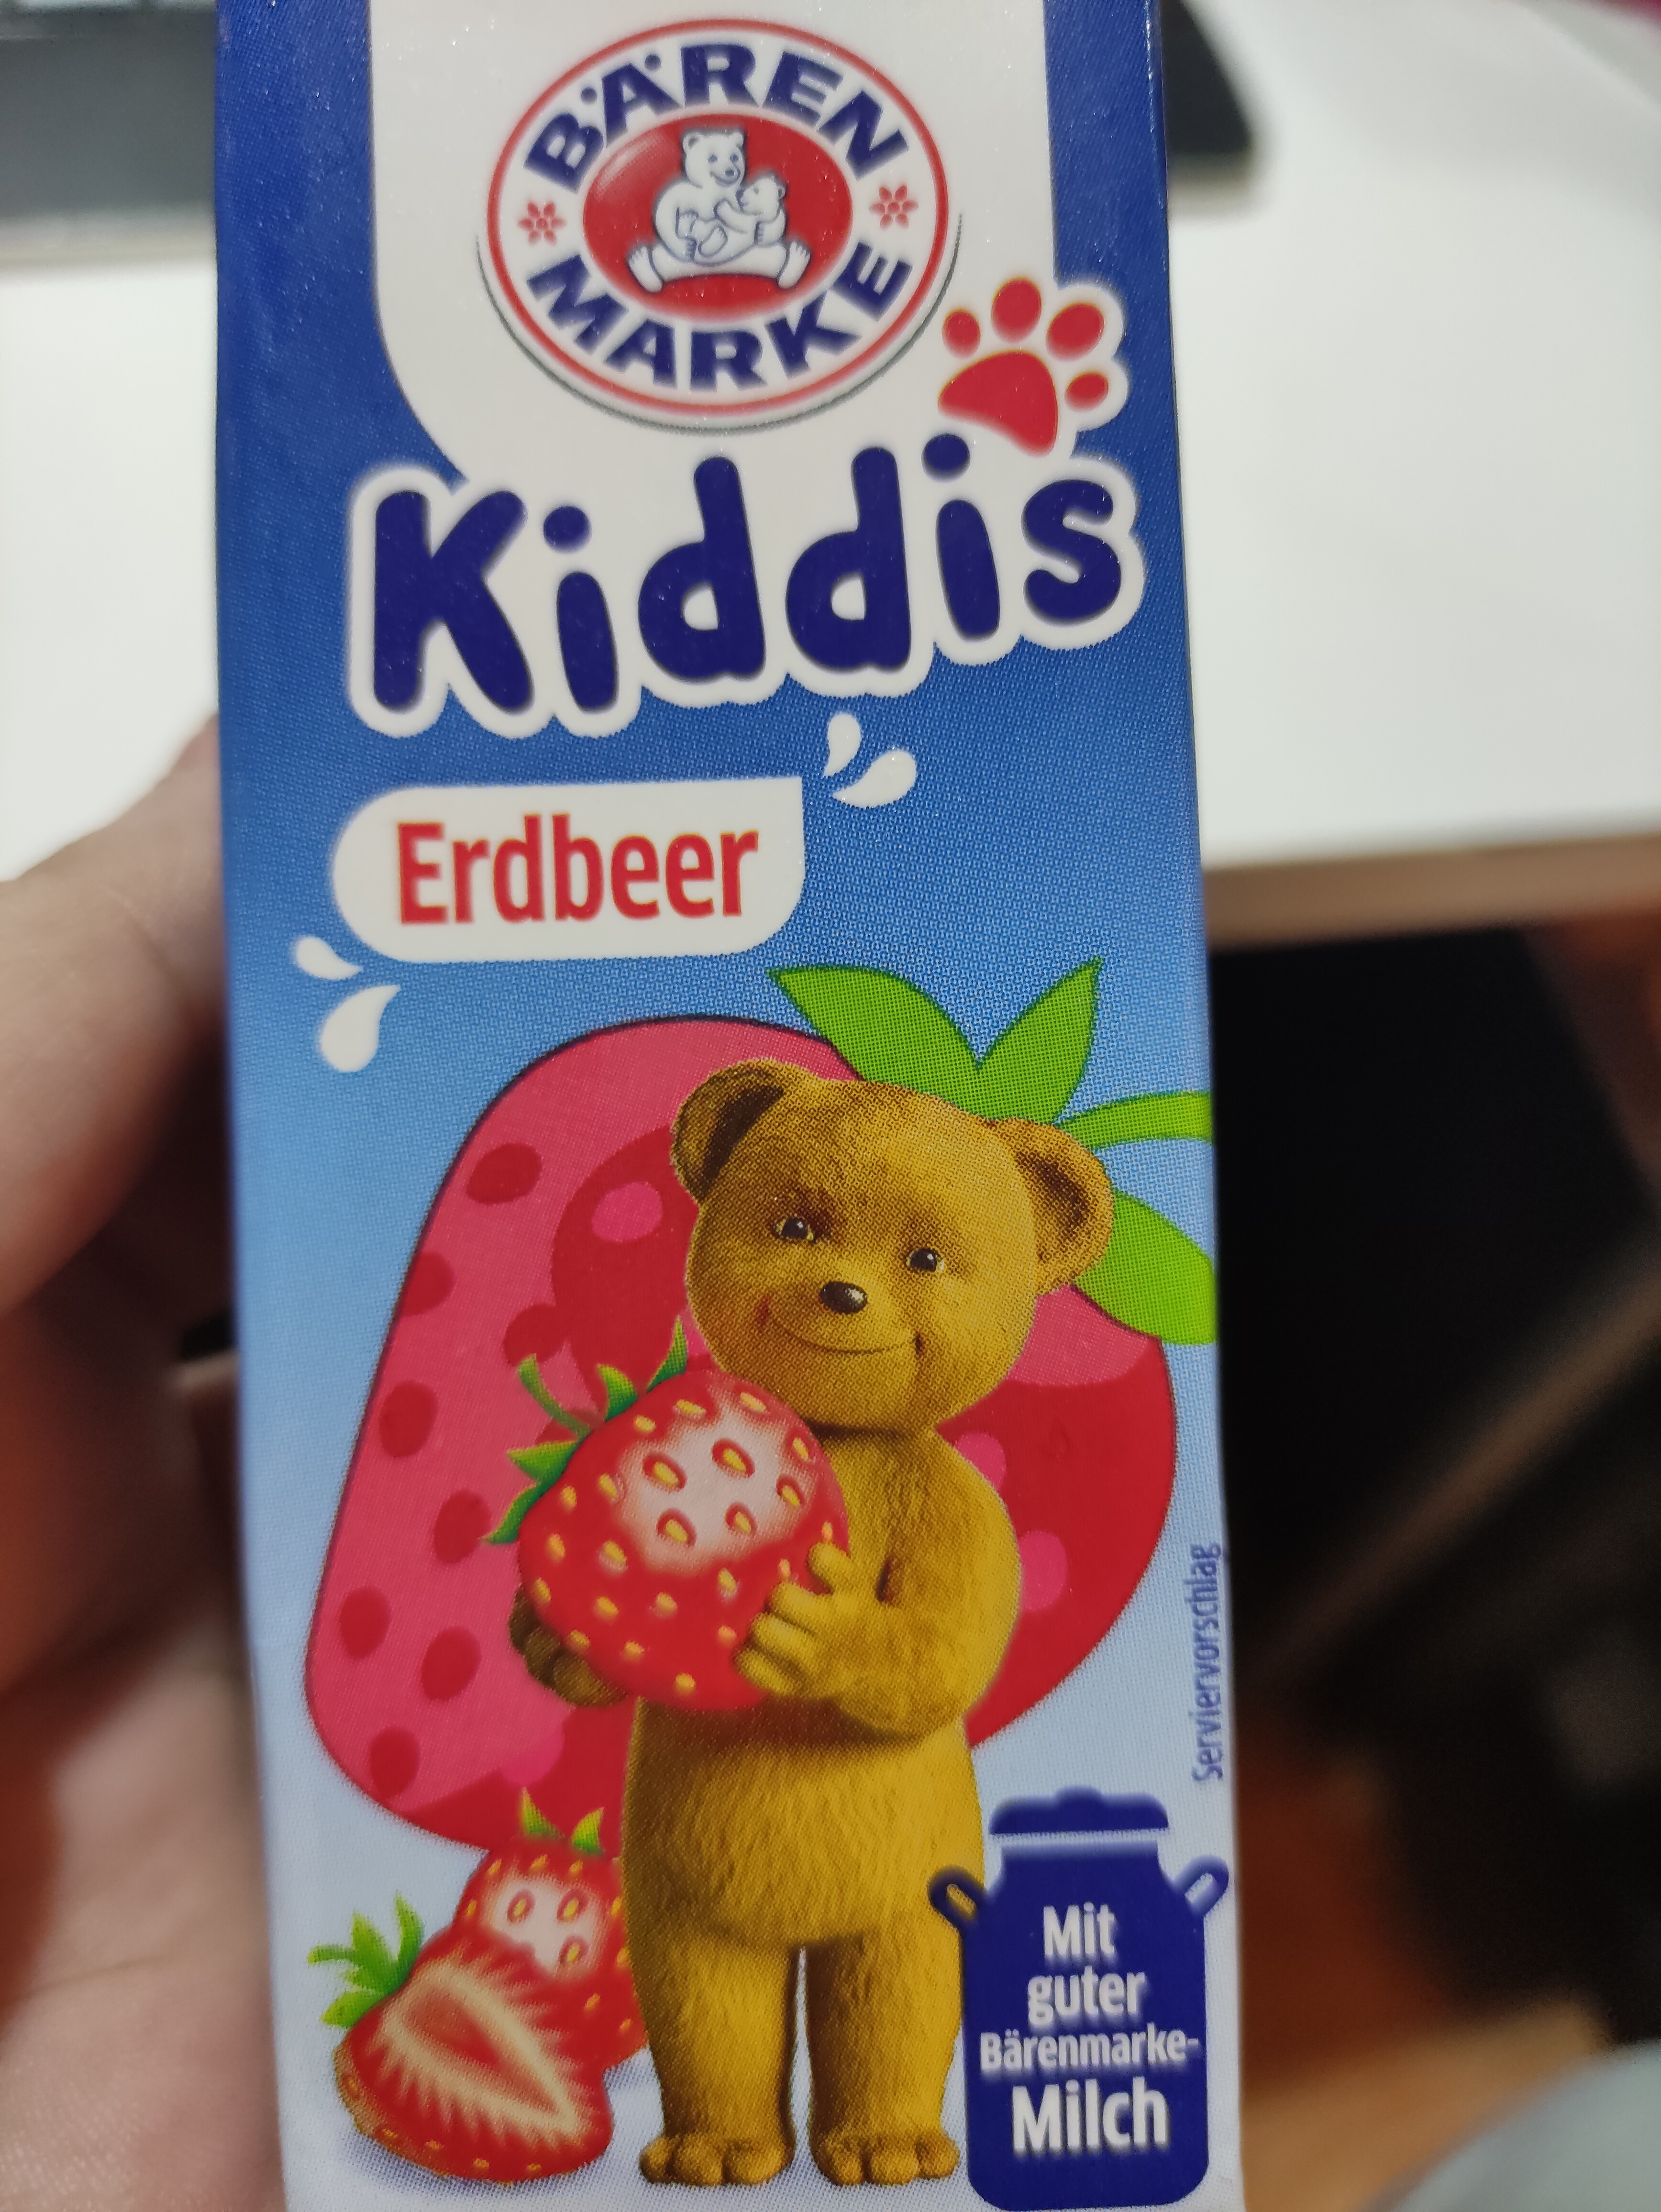 BÄREN
MARKE
Kiddis
Erdbeer
Serviervorschlag
Mit
guter
Bärenmarke-
Milch